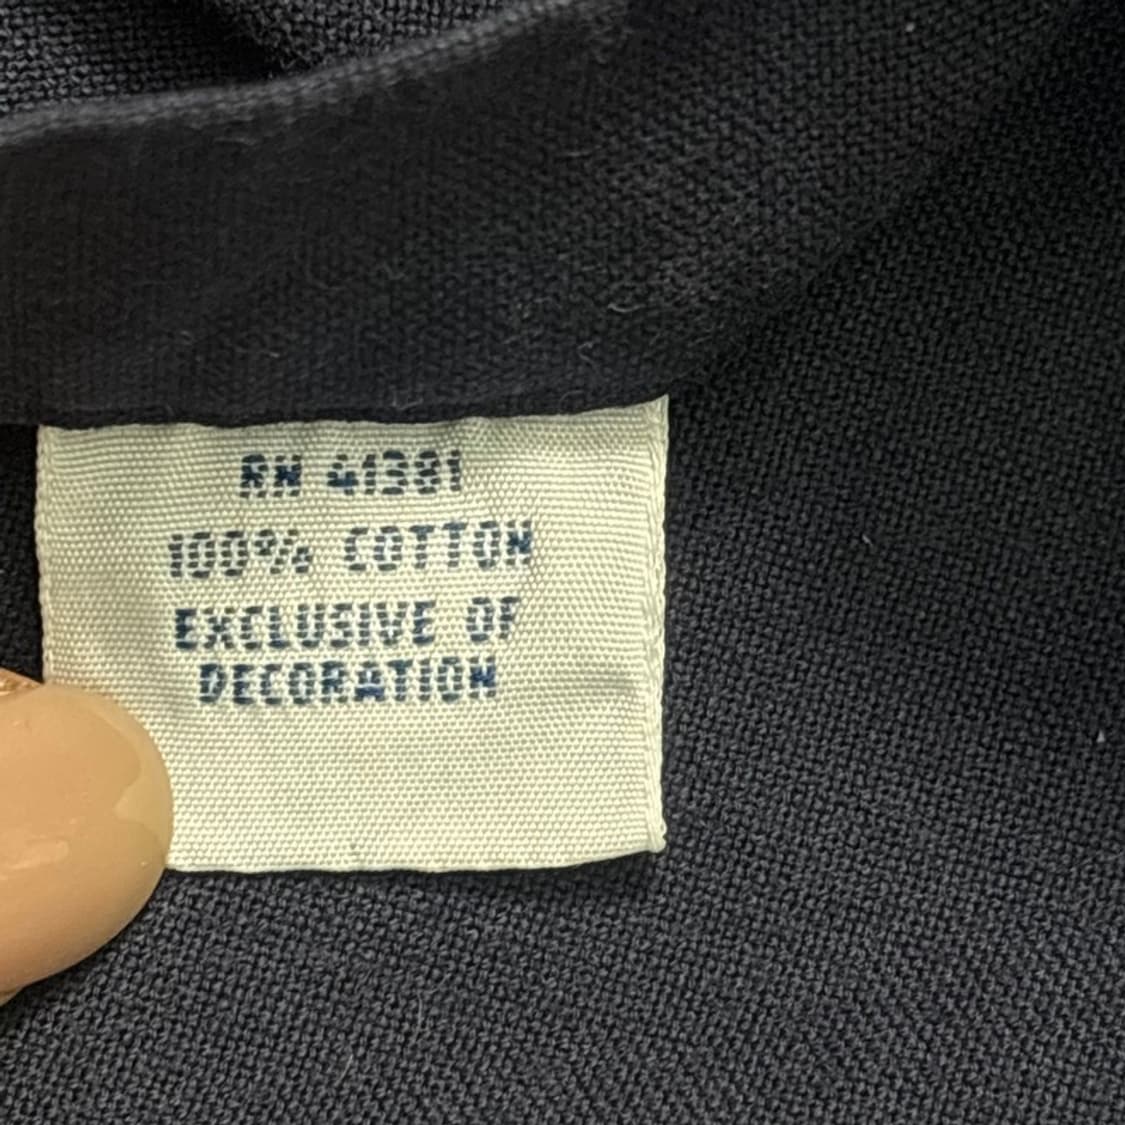 RN 41381
100% COTTON
EXCLUSIVE OF
DECORATION